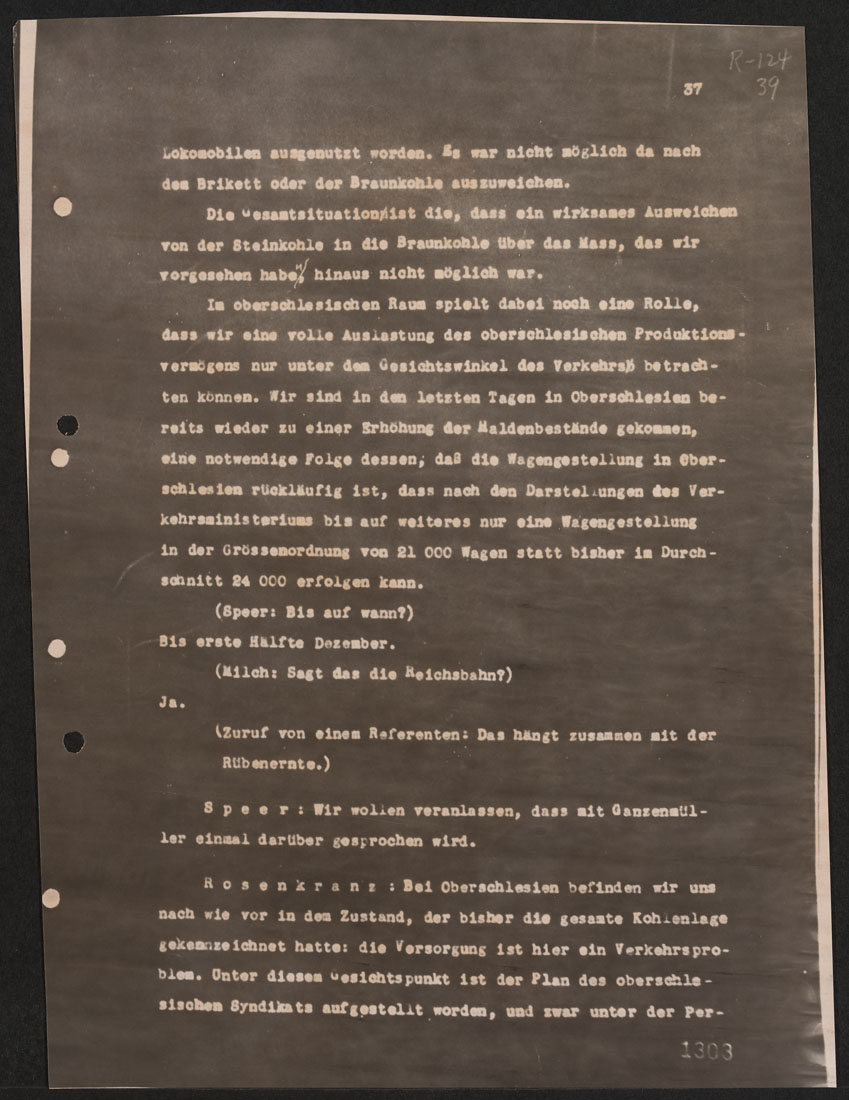 R-124
37
39
Lokomobilen ausgenutzt worden. Es war nicht möglich da nach
dem Brikett oder der Braunkohle auszuweichen.
Die Gesamtsituation ist die, dass ein wirksames Ausweichen
von der Steinkohle in die Braunkohle über das Mass, das wir
vorgesehen haben, hinaus nicht möglich war.
Im oberschlesischen Raum spielt dabei noch eine Rolle,
dass wir eine volle Auslastung des oberschlesischen Produktions-
vermögens nur unter dem Gesichtswinkel des Verkehrs betrach-
ten können. Wir sind in den letzten Tagen in Oberschlesien be-
reits wieder zu einer Erhöhung der Haldenbestände gekommen,
eine notwendige Folge dessen, daß die Wagengestellung in Ober-
schlesien rückläufig ist, dass nach den Darstellungen des Ver-
kehrsministeriums bis auf weiteres nur eine Wagengestellung
in der Grössenordnung von 21 000 Wagen statt bisher im Durch-
schnitt 24 000 erfolgen kann.
(Speer: Bis auf wann?)
Bis erste Hälfte Dezember.
(Milch: Sagt das die Reichsbahn?)
Ja.
(Zuruf von einem Referenten: Das hängt zusammen mit der
Rübenernte.)
S p e e r : Wir wollen veranlassen, dass mit Ganzenmül-
ler einmal darüber gesprochen wird.
R o s e n k r a n z : Bei Oberschlesien befinden wir uns
nach wie vor in dem Zustand, der bisher die gesamte Kohlenlage
gekennzeichnet hatte: die Versorgung ist hier ein Verkehrspro-
blem. Unter diesem Gesichtspunkt ist der Plan des oberschle-
sischen Syndikats aufgestellt worden, und zwar unter der Per-
1303